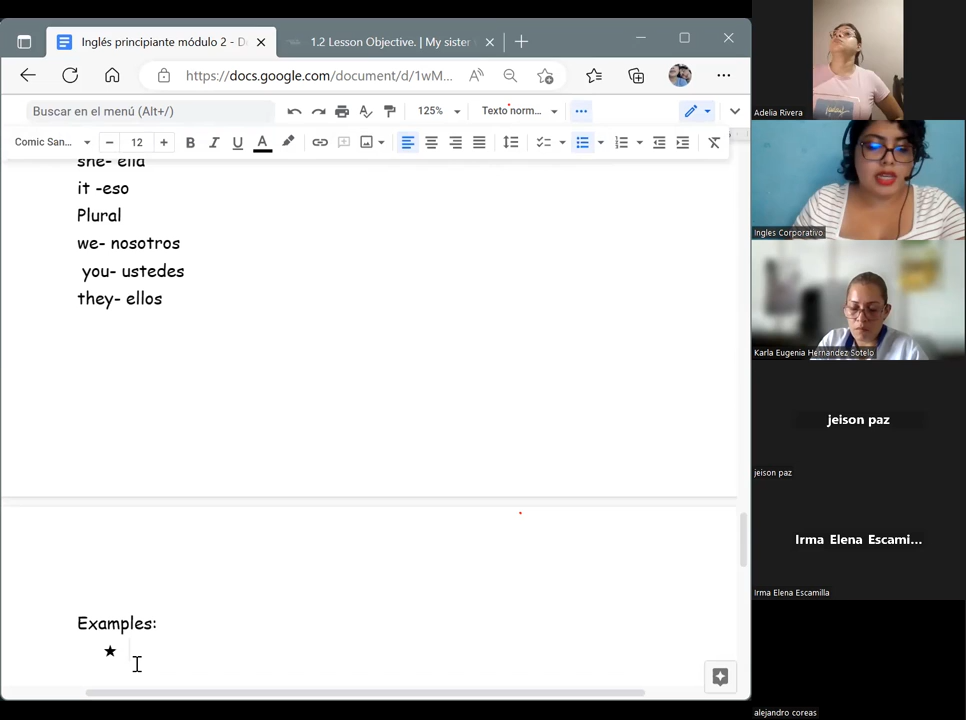 Inglés principiante módulo 2 - D
1.2 Lesson Objective. | My sister
https://docs.google.com/document/d/1wM...
Buscar en el menú (Alt+/)
125%
Texto norm...
Comic San...
12
she- ella
it -eso
Plural
we- nosotros
you- ustedes
they- ellos
Examples:
★
Adelia Rivera
Ingles Corporativo
Karla Eugenia Hernandez Sotelo
jeison paz
jeison paz
Irma Elena Escami...
Irma Elena Escamilla
alejandro coreas